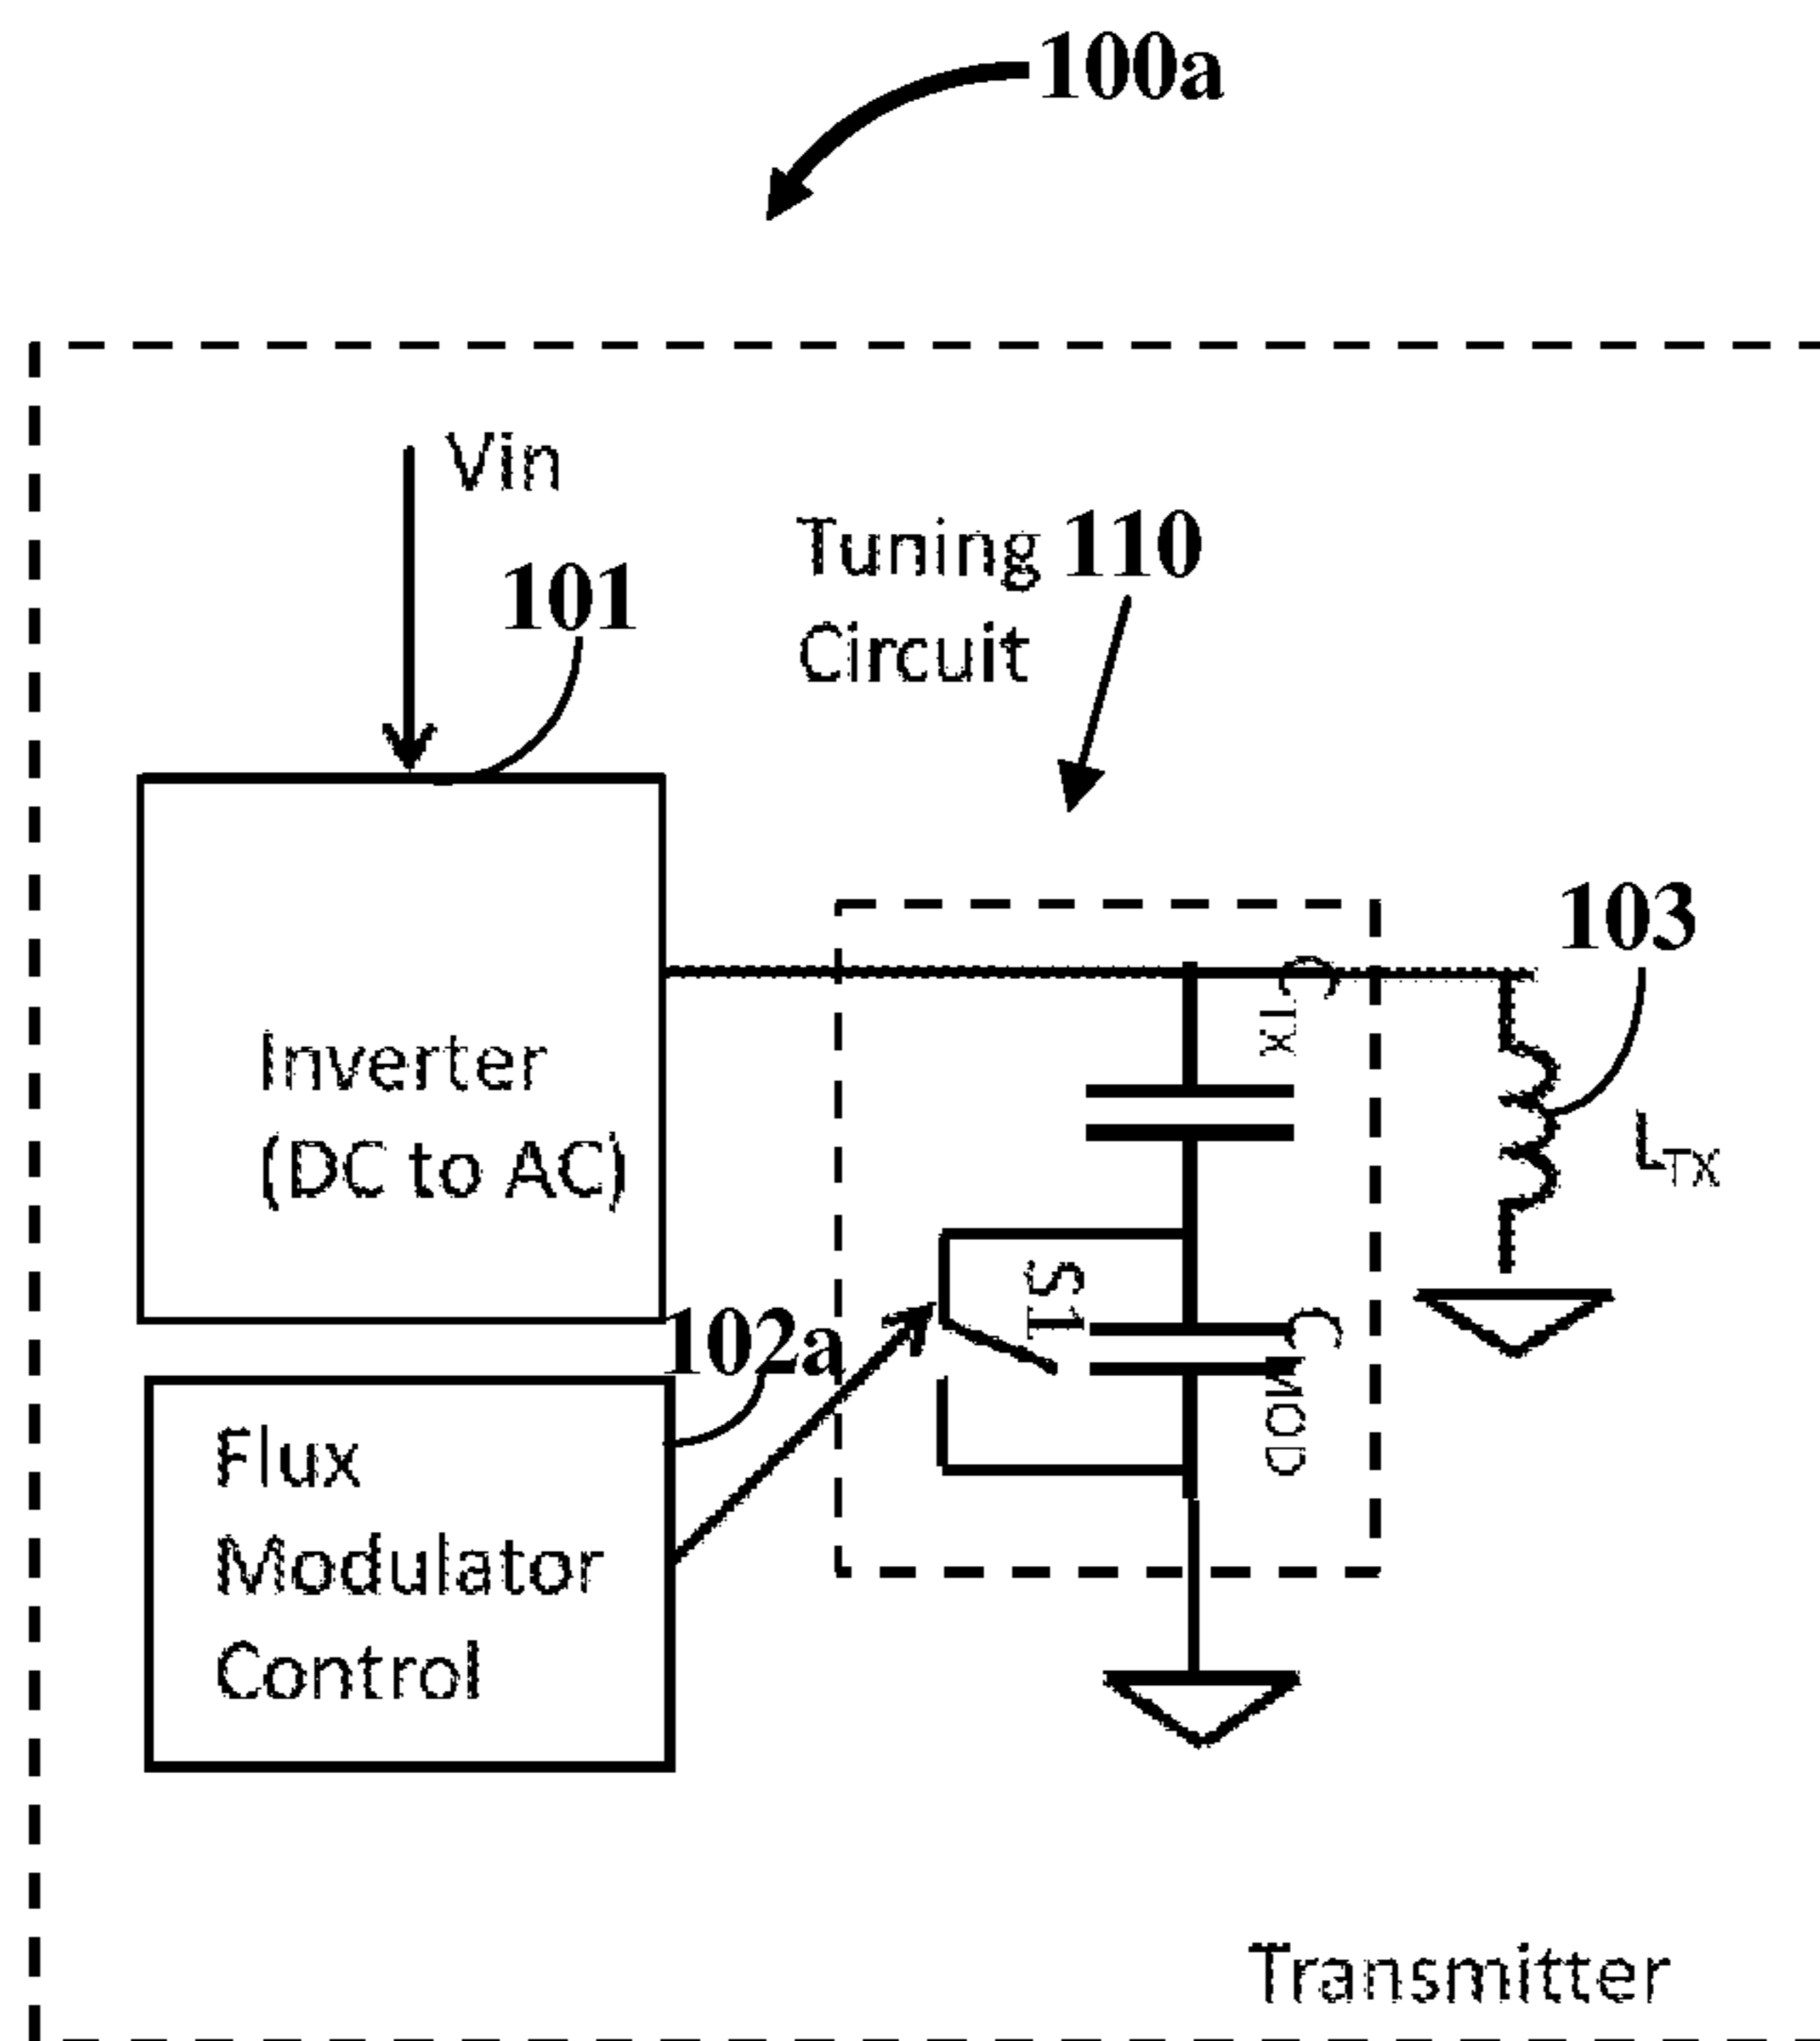 100a
Vin
101
Tuning 110
Circuit
103
CTX
Inverter
(DC to AC)
LTX
S1
102a
CMOD
Flux
Modulator
Control
Transmitter